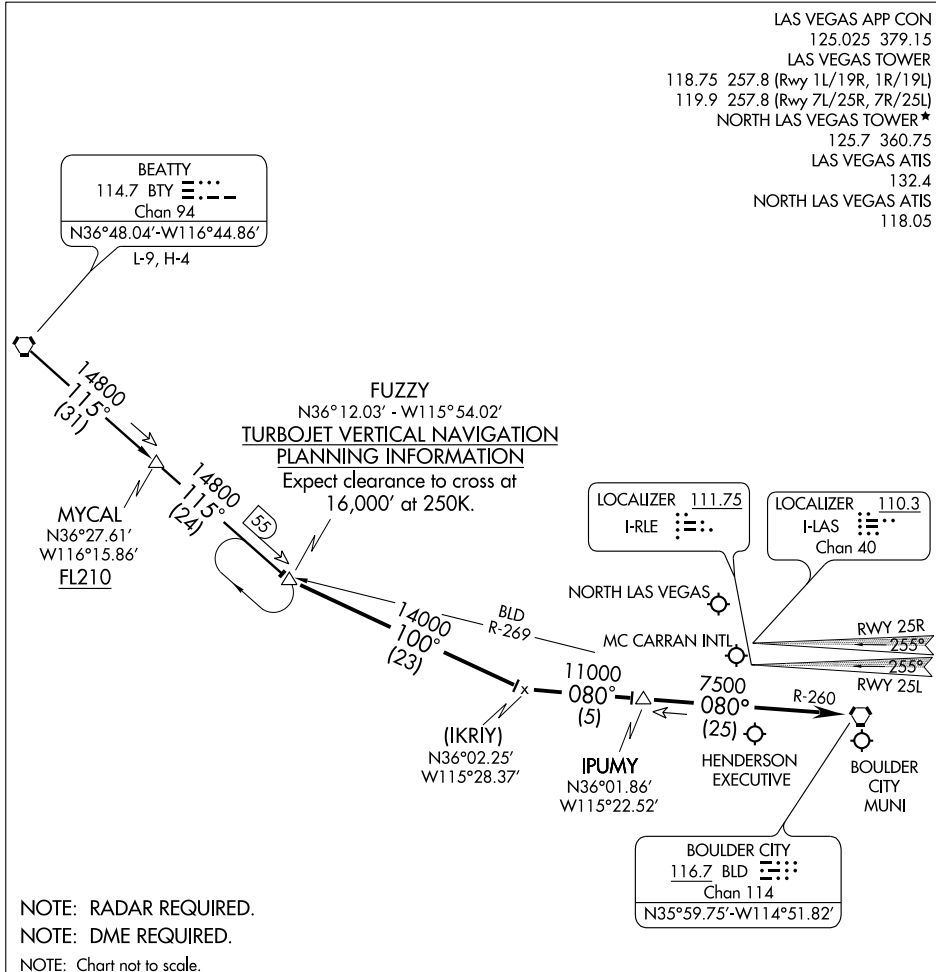 LAS VEGAS APP CON
125.025 379.15
LAS VEGAS TOWER
118.75 257.8 (Rwy 1L/19R, 1R/19L)
119.9 257.8 (Rwy 7L/25R, 7R/25L)
NORTH LAS VEGAS TOWER★
125.7 360.75
LAS VEGAS ATIS
132.4
NORTH LAS VEGAS ATIS
118.05
BEATTY
114.7 BTY
Chan 94
N36°48.04’-W116°44.86’
L-9, H-4
14800
115°
(31)
MYCAL
N36°27.61’
W116°15.86’
FL210
14800
115°
(24)
55
FUZZY
N36°12.03' - W115°54.02’
TURBOJET VERTICAL NAVIGATION
PLANNING INFORMATION
Expect clearance to cross at
16,000’ at 250K.
LOCALIZER 111.75
I-RLE
LOCALIZER 110.3
I-LAS
Chan 40
NORTH LAS VEGAS
MC CARRAN INTL
RWY 25R
255°
255°
RWY 25L
BLD
R-269
14000
100°
(23)
(IKRIY)
N36°02.25’
W115°28.37’
11000
080°
(5)
IPUMY
N36°01.86’
W115°22.52’
7500
080°
(25)
R-260
HENDERSON
EXECUTIVE
BOULDER
CITY
MUNI
BOULDER CITY
116.7 BLD
Chan 114
N35°59.75’-W114°51.82’
NOTE: RADAR REQUIRED.
NOTE: DME REQUIRED.
NOTE: Chart not to scale.